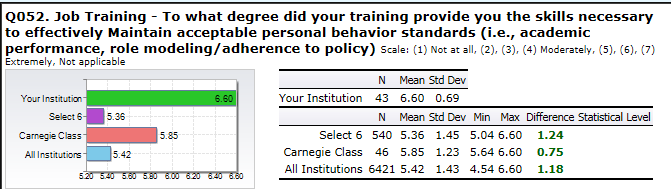 Q052. Job Training - To what degree did your training provide you the skills necessary
to effectively Maintain acceptable personal behavior standards (i.e., academic
performance, role modeling/adherence to policy) Scale: (1) Not at all, (2), (3), (4) Moderately, (5), (6), (7)
Extremely, Not applicable
Your Institution 6.60
Select 6 5.36
Carnegie Class 5.85
All Institutions 5.42
5.20 5.40 5.60 5.80 6.00 6.20 6.40 6.60
N Mean Std Dev
Your Institution 43 6.60 0.69
N Mean Std Dev Min Max Difference Statistical Level
Select 6 540 5.36 1.45 5.04 6.60 1.24
Carnegie Class 46 5.85 1.23 5.64 6.60 0.75
All Institutions 6421 5.42 1.43 4.54 6.60 1.18